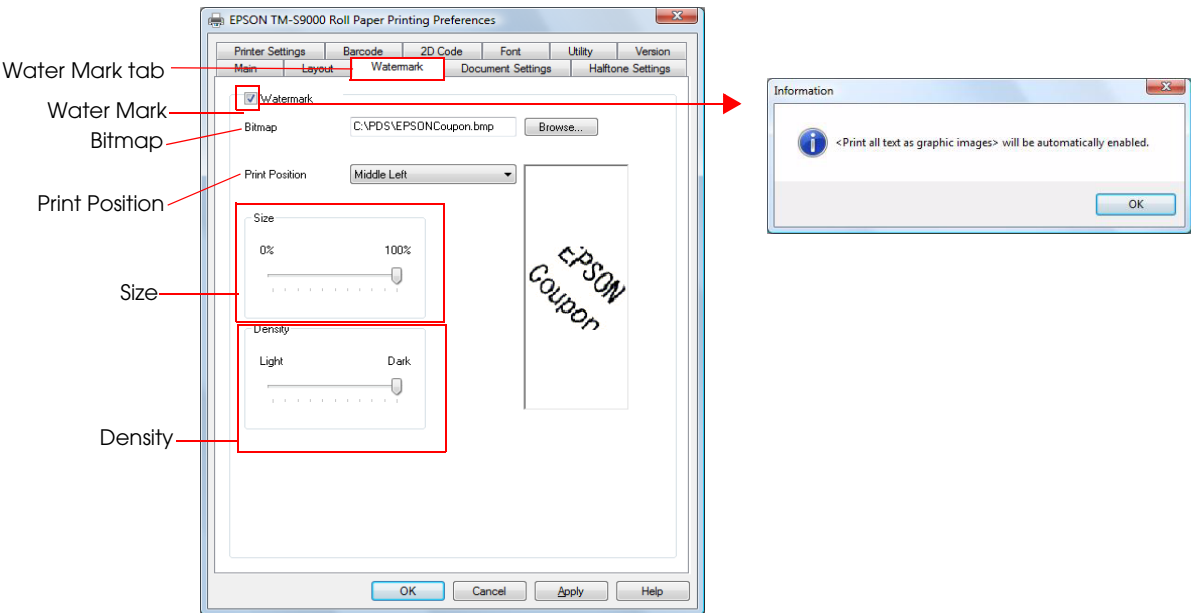 EPSON TM-S9000 Roll Paper Printing Preferences
Printer Settings Barcode 2D Code Font Utility Version
Main Layout Watermark Document Settings Halftone Settings
Water Mark tab
Watermark
Water Mark
Bitmap C:\PDS\EPSONCoupon.bmp Browse...
Bitmap
Print Position Middle Left
Print Position
Size
0% 100%
Size
Density
Light Dark
Density
EPSON
Coupon
OK Cancel Apply Help
Information
<Print all text as graphic images> will be automatically enabled.
OK